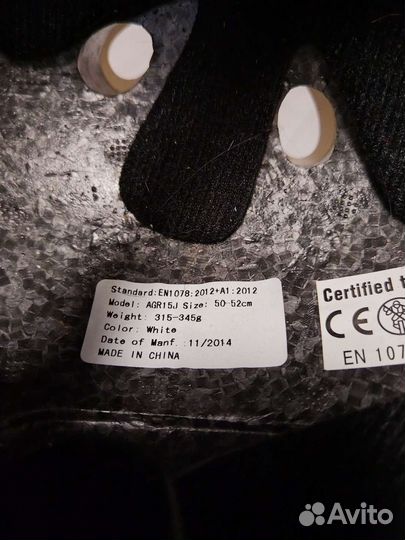 Standard:EN1078:2012+A1:2012
Model: AGR15J Size: 50-52cm
Weight: 315-345g
Color: White
Date of Manf.:11/2014
MADE IN CHINA
Certified t
CE
EN 107
Avito